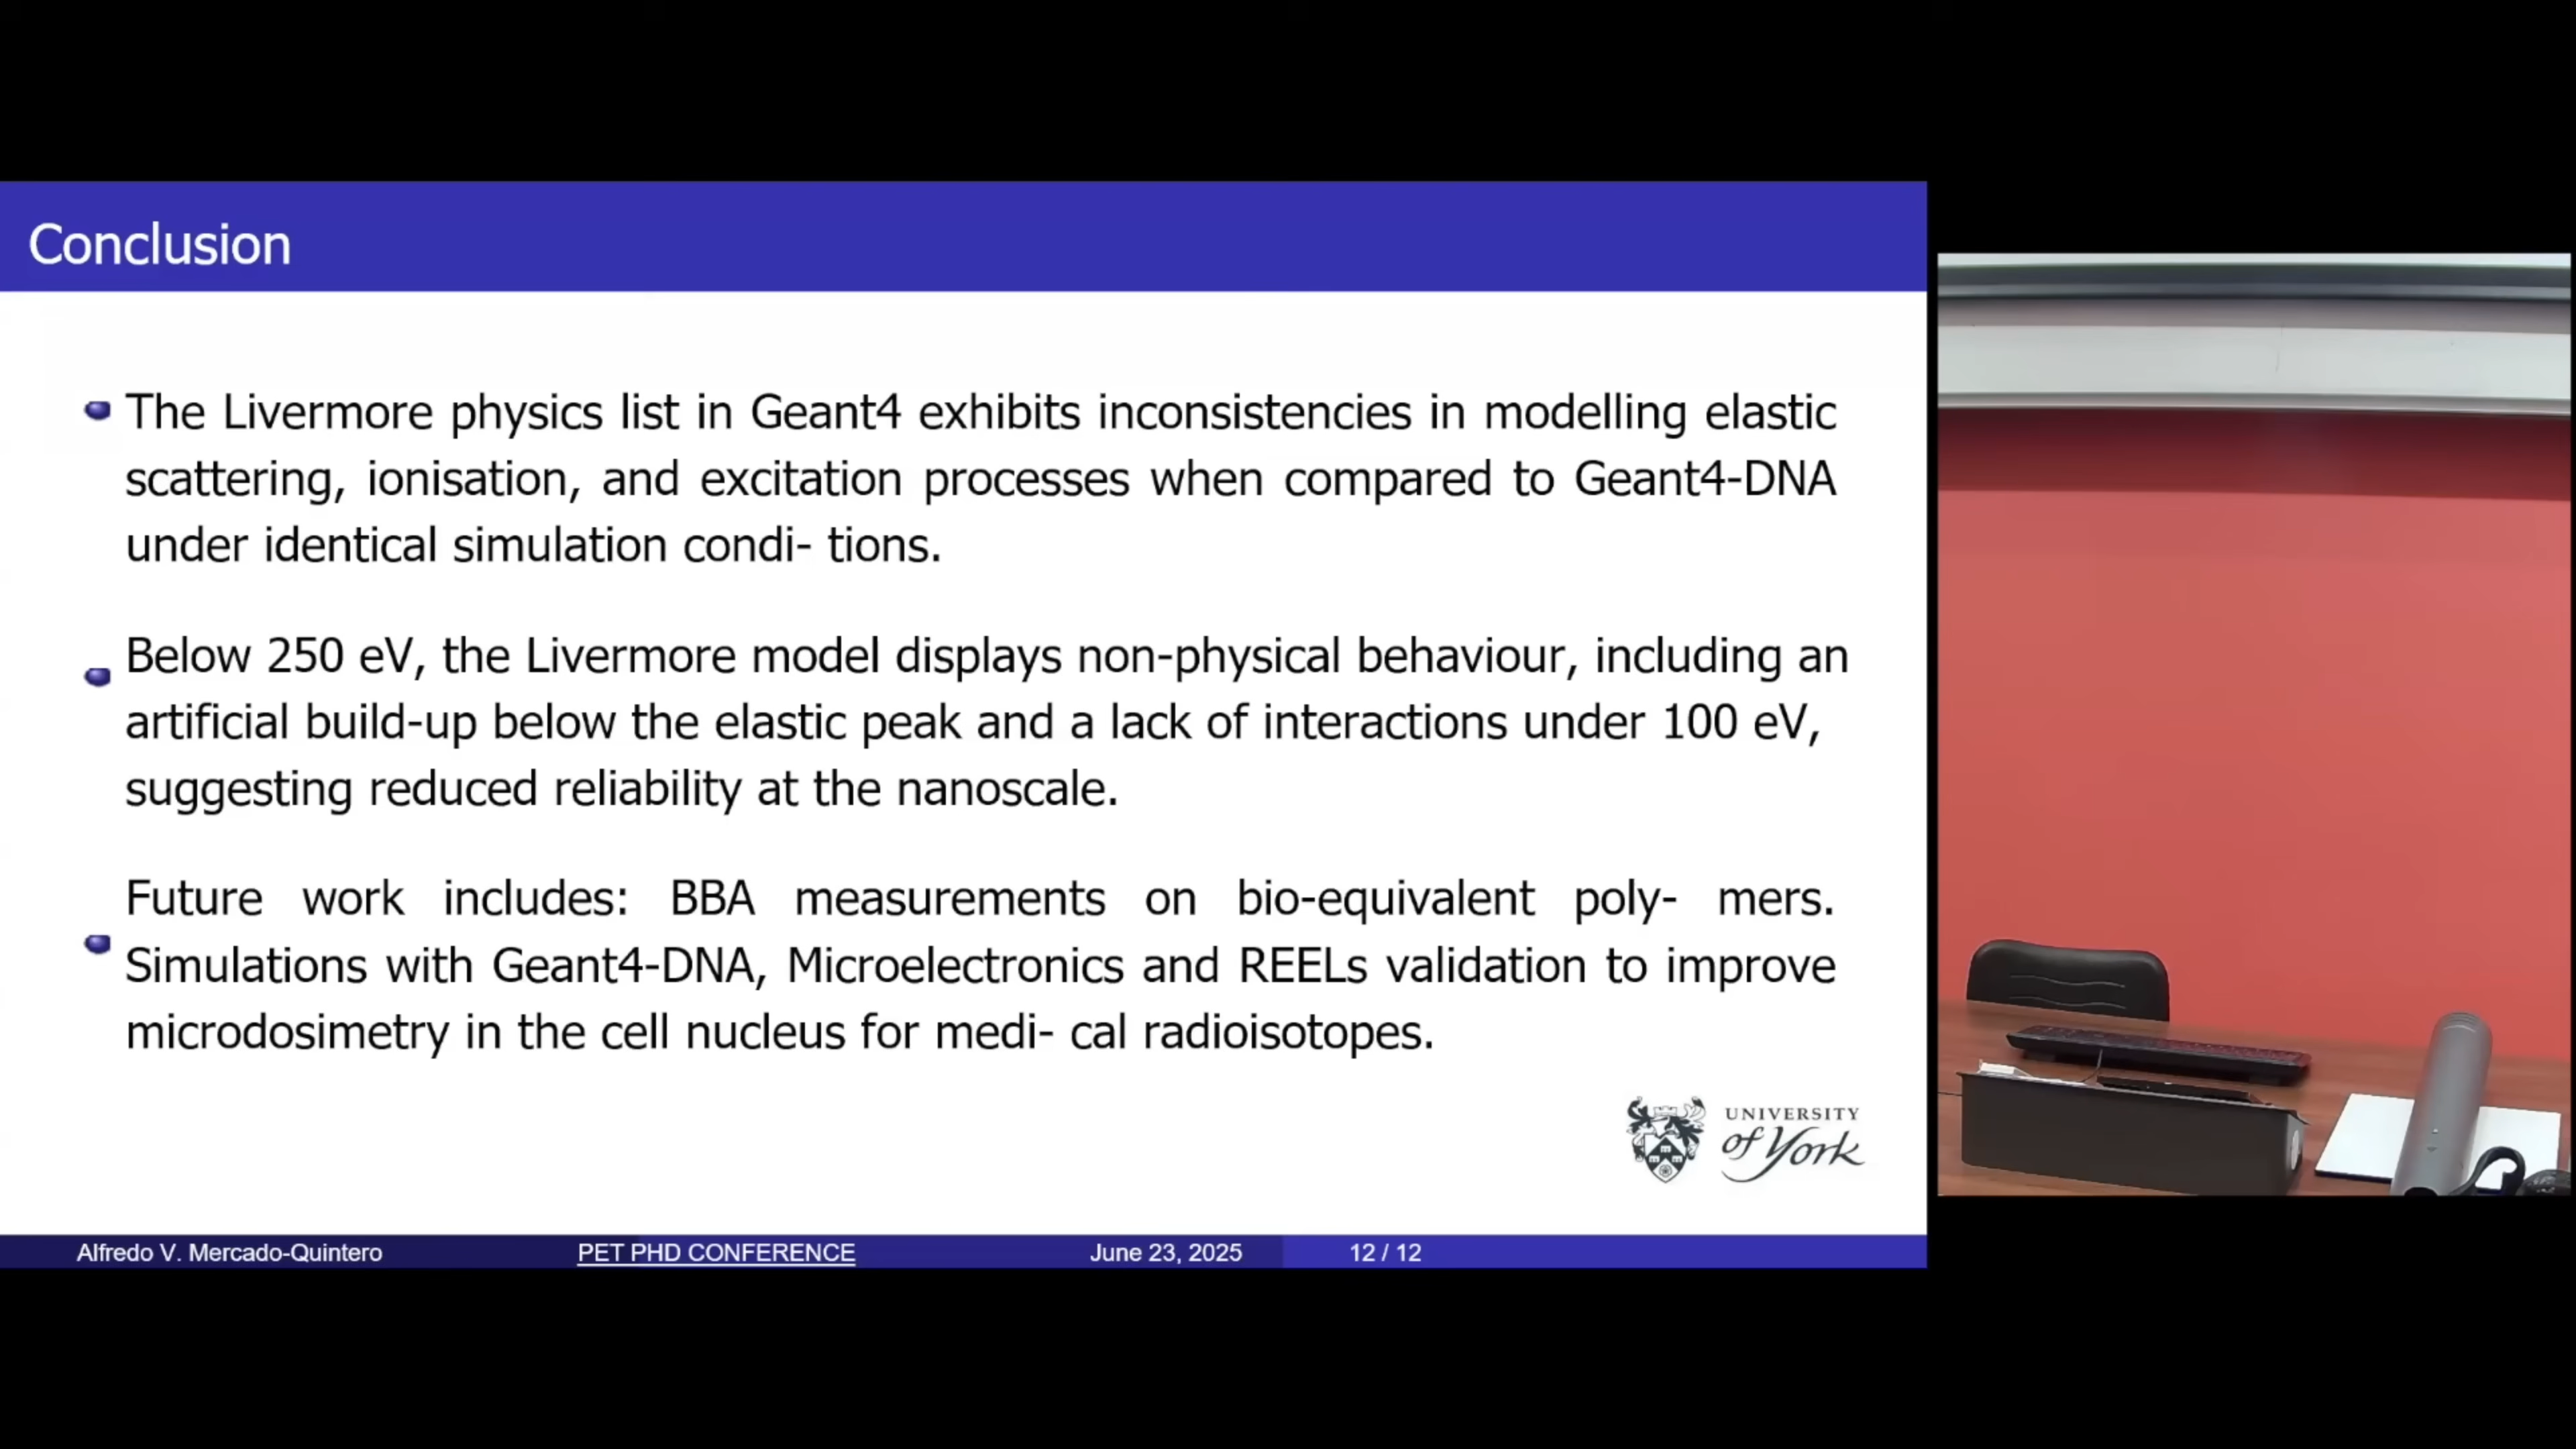 Conclusion
The Livermore physics list in Geant4 exhibits inconsistencies in modelling elastic
scattering, ionisation, and excitation processes when compared to Geant4-DNA
under identical simulation condi- tions.
Below 250 eV, the Livermore model displays non-physical behaviour, including an
artificial build-up below the elastic peak and a lack of interactions under 100 eV,
suggesting reduced reliability at the nanoscale.
Future work includes: BBA measurements on bio-equivalent poly- mers.
Simulations with Geant4-DNA, Microelectronics and REELs validation to improve
microdosimetry in the cell nucleus for medi- cal radioisotopes.
UNIVERSITY
of York
Alfredo V. Mercado-Quintero PET PHD CONFERENCE June 23, 2025 12 / 12